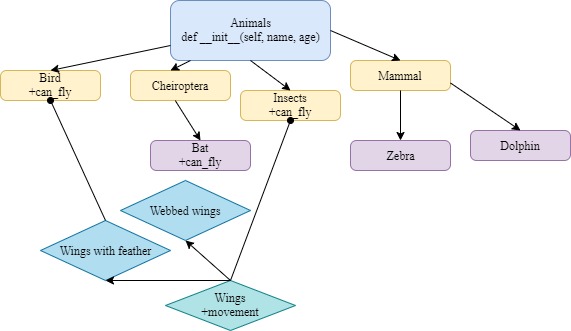 Animals
def __init__(self, name, age)
Bird
+can_fly
Cheiroptera
Insects
+can_fly
Mammal
Bat
+can_fly
Zebra
Dolphin
Webbed wings
Wings with feather
Wings
+movement